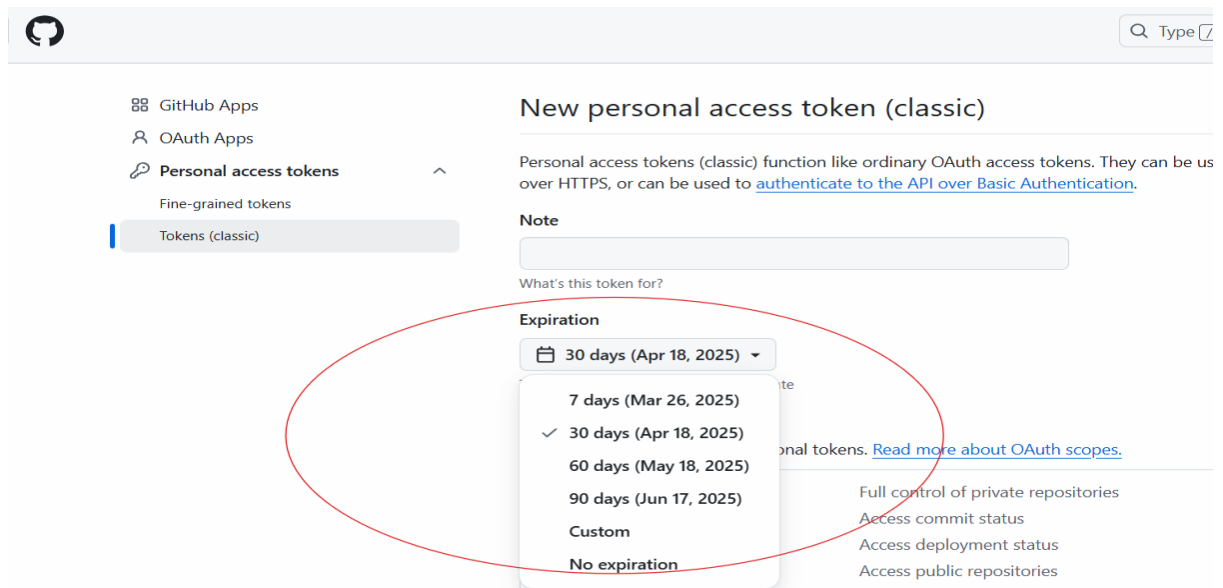 Type /
GitHub Apps
OAuth Apps
Personal access tokens
Fine-grained tokens
Tokens (classic)
New personal access token (classic)
Personal access tokens (classic) function like ordinary OAuth access tokens. They can be us
over HTTPS, or can be used to authenticate to the API over Basic Authentication.
Note
What's this token for?
Expiration
30 days (Apr 18, 2025)
te
7 days (Mar 26, 2025)
30 days (Apr 18, 2025)
onal tokens. Read more about OAuth scopes.
60 days (May 18, 2025)
90 days (Jun 17, 2025)
Custom
No expiration
Full control of private repositories
Access commit status
Access deployment status
Access public repositories